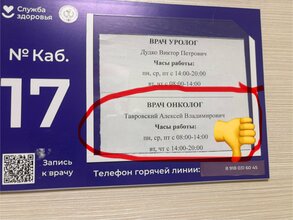 Служба
здоровья
№ Каб.
17
Запись
к врачу
ВРАЧ УРОЛОГ
Дудко Виктор Петрович
Часы работы:
пн, ср, пт с 14:00-20:00
вт, чт с 08:00-14:00
ВРАЧ ОНКОЛОГ
Тавровский Алексей Владимирович
Часы работы:
пн, ср, пт с 08:00-14:00
вт, чт с 14:00-20:00
Телефон горячей линии: